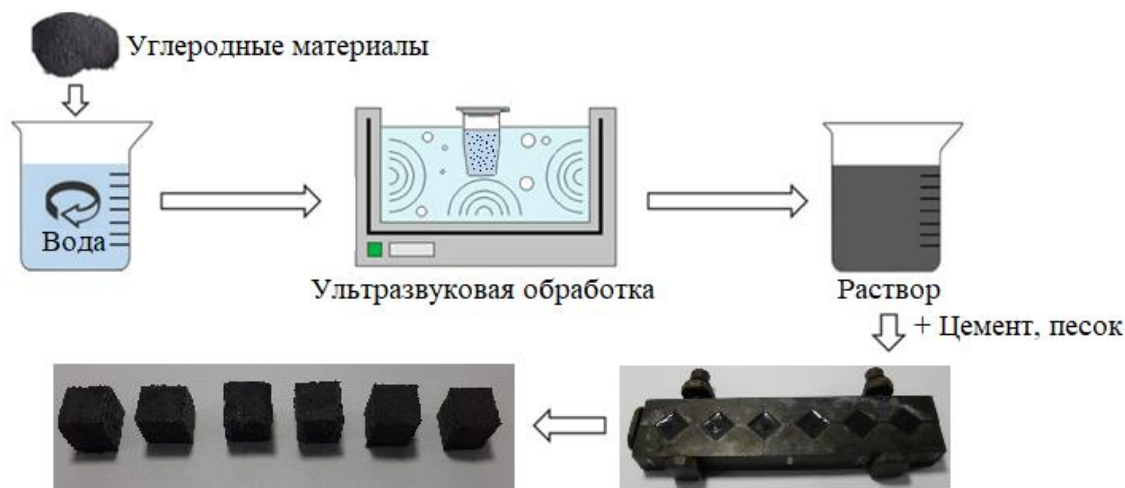 Углеродные материалы
Вода
Ультразвуковая обработка
Раствор
+ Цемент, песок